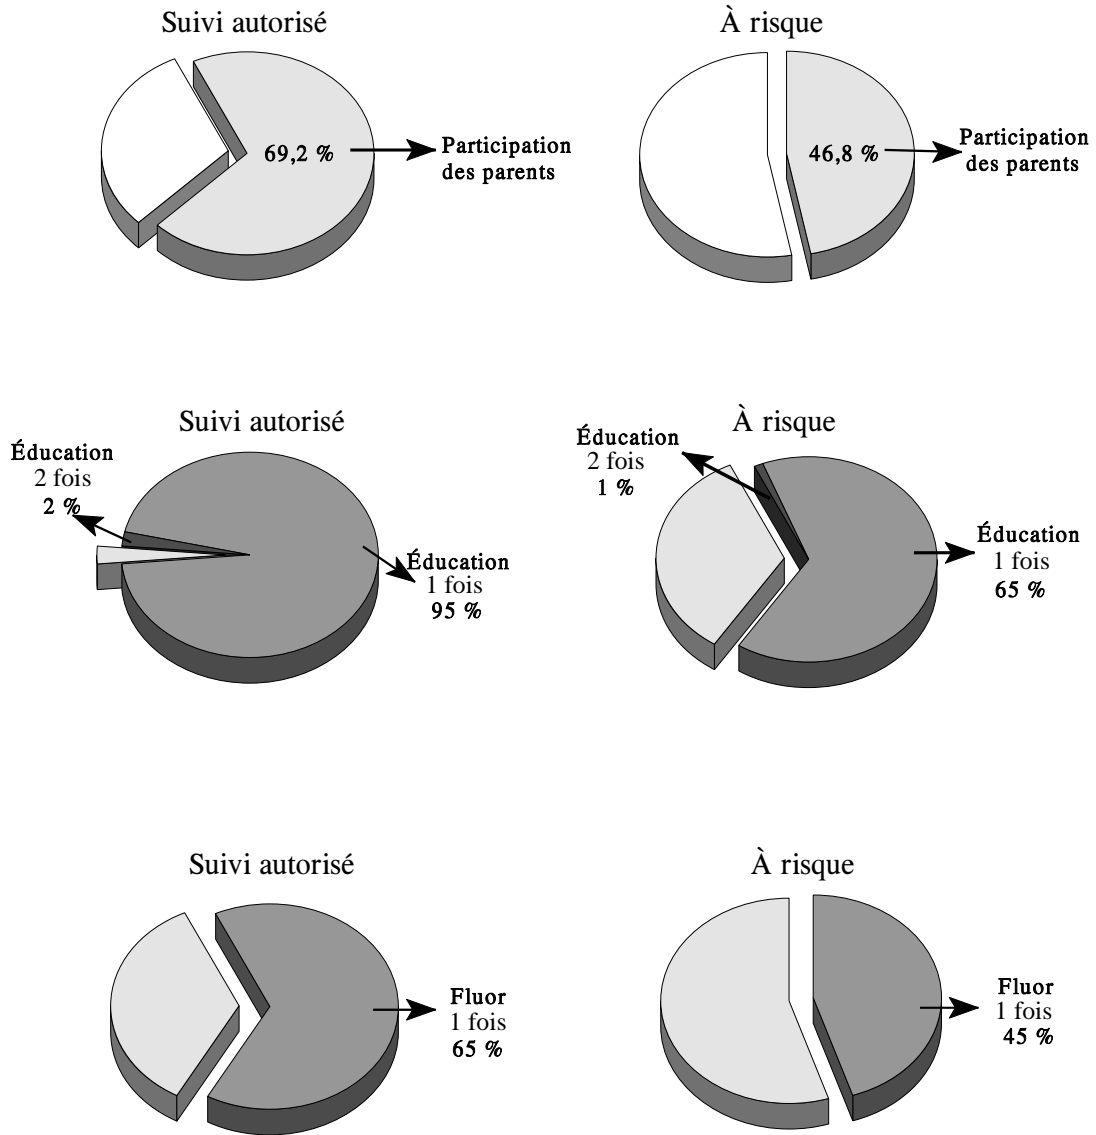 Suivi autorisé
À risque
69,2 %
Participation
des parents
46,8 %
Participation
des parents
Suivi autorisé
À risque
Éducation
2 fois
2 %
Éducation
1 fois
95 %
Éducation
2 fois
1 %
Éducation
1 fois
65 %
Suivi autorisé
À risque
Fluor
1 fois
65 %
Fluor
1 fois
45 %